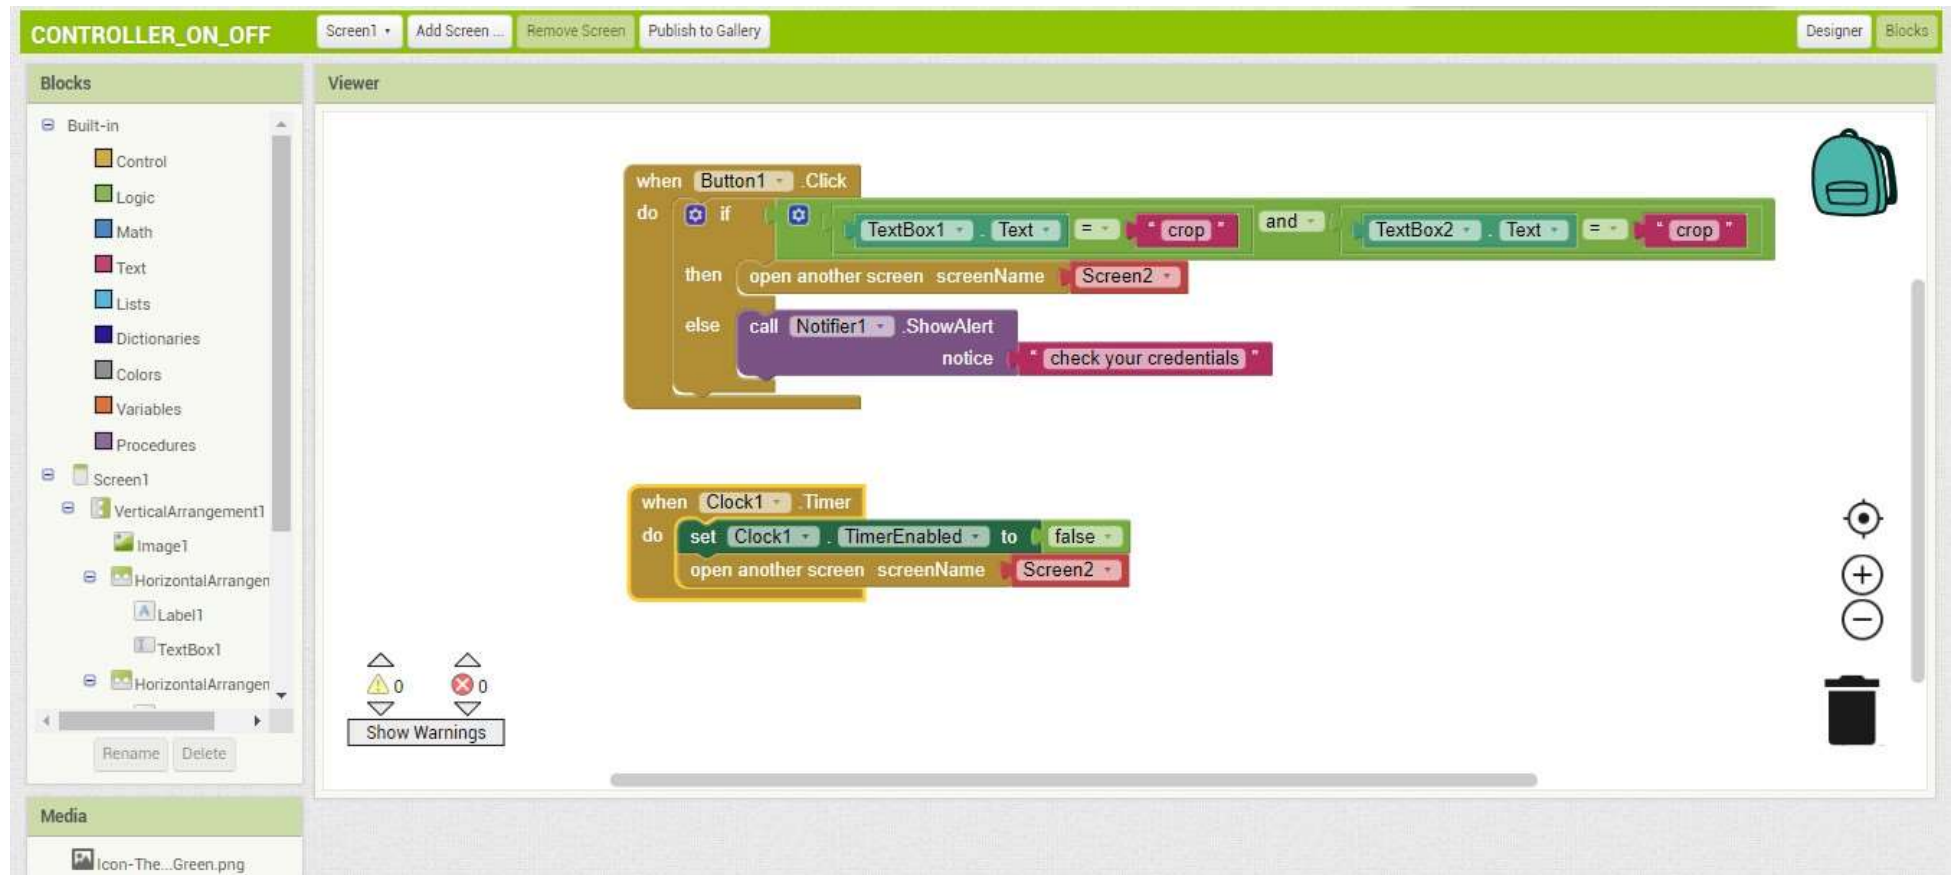 CONTROLLER_ON_OFF Screen1 Add Screen ... Remove Screen Publish to Gallery Designer Blocks
Blocks
Built-in
Control
Logic
Math
Text
Lists
Dictionaries
Colors
Variables
Procedures
Screen1
VerticalArrangement1
Image1
HorizontalArrangen
Label1
TextBox1
HorizontalArrangen
Rename Delete
Media
Icon-The...Green.png
Viewer
when Button1 .Click
do if TextBox1 . Text = " crop " and TextBox2 . Text = " crop "
then open another screen screenName Screen2
else call Notifier1 .ShowAlert
notice " check your credentials "
when Clock1 .Timer
do set Clock1 . TimerEnabled to false
open another screen screenName Screen2
0 0
Show Warnings